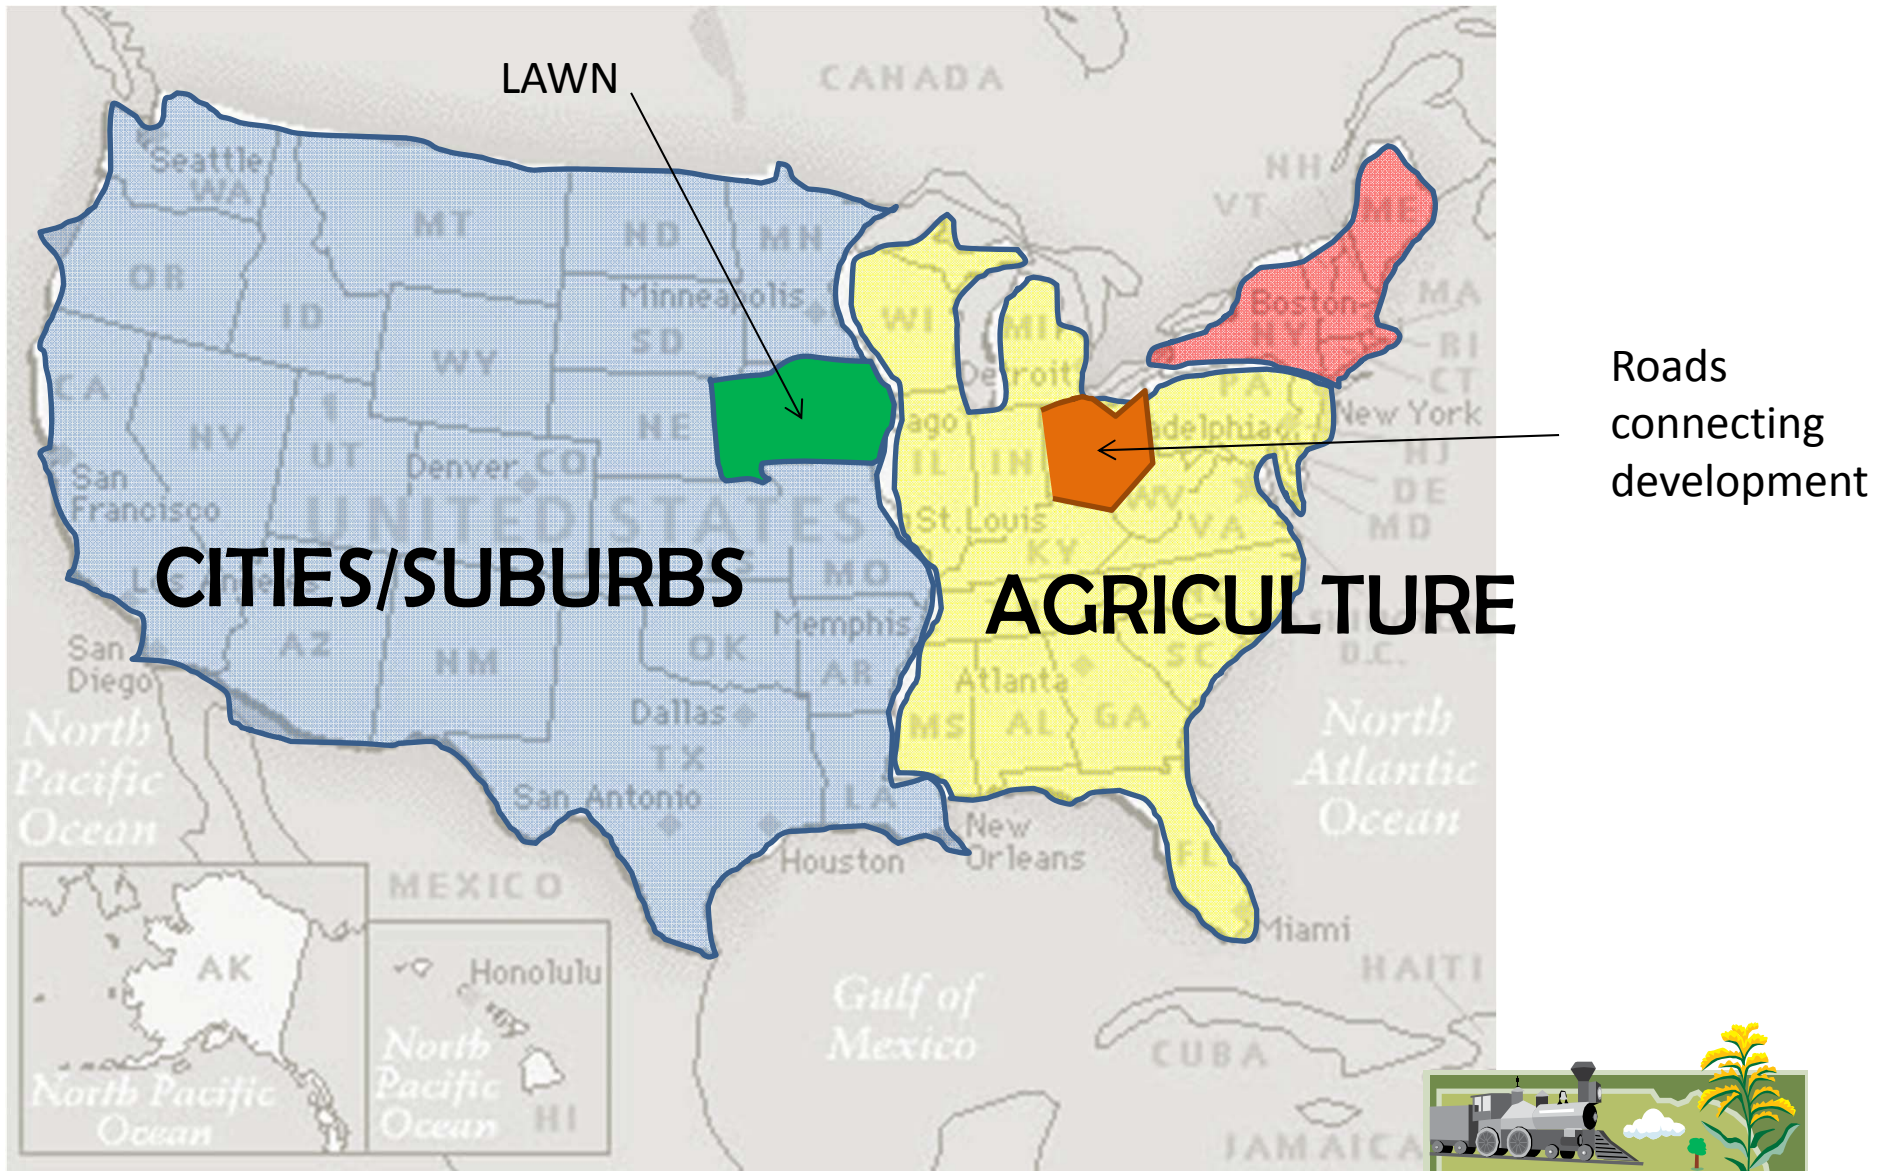 LAWN
CANADA
NH
VT
ME
Seattle
WA
MT
ND
MN
OR
ID
Minneapolis
SD
WY
WI
MI
Boston
NY
MA
RI
CT
Detroit
PA
New York
CA
NV
UT
Denver
CO
NE
ago
IL
IN
adelphia
NJ
DE
MD
WV
VA
San
Francisco
UNITED STATES
St. Louis
KY
Roads
connecting
development
CITIES/SUBURBS
AGRICULTURE
Los Angeles
MO
Memphis
AZ
NM
OK
AR
SC
D.C.
San
Diego
Atlanta
Dallas
TX
MS
AL
GA
North
Pacific
Ocean
North
Atlantic
Ocean
San Antonio
LA
Houston
New
Orleans
FL
Miami
MEXICO
AK
Honolulu
North
Pacific
Ocean
HI
North Pacific
Ocean
Gulf of
Mexico
HAITI
CUBA
JAMAICA